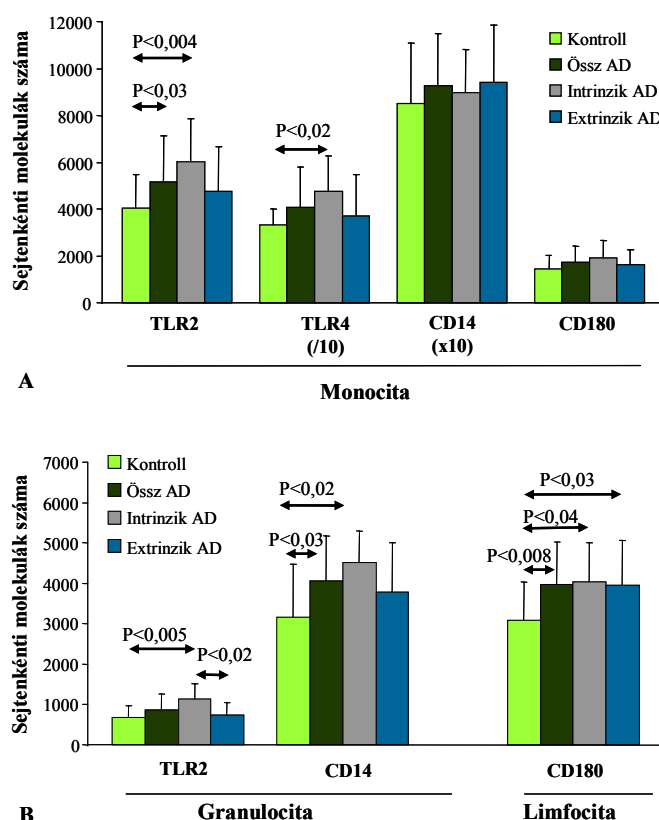 Sejtenkénti molekulák száma
12000
10000
8000
6000
4000
2000
0
P<0,004
P<0,03
P<0,02
Kontroll
Össz AD
Intrinzik AD
Extrinzik AD
TLR2
TLR4
(/10)
CD14
(x10)
CD180
A
Monocita
Sejtenkénti molekulák száma
7000
6000
5000
4000
3000
2000
1000
0
Kontroll
Össz AD
Intrinzik AD
Extrinzik AD
P<0,005
P<0,02
P<0,02
P<0,03
P<0,03
P<0,04
P<0,008
TLR2
CD14
CD180
B
Granulocita
Limfocita